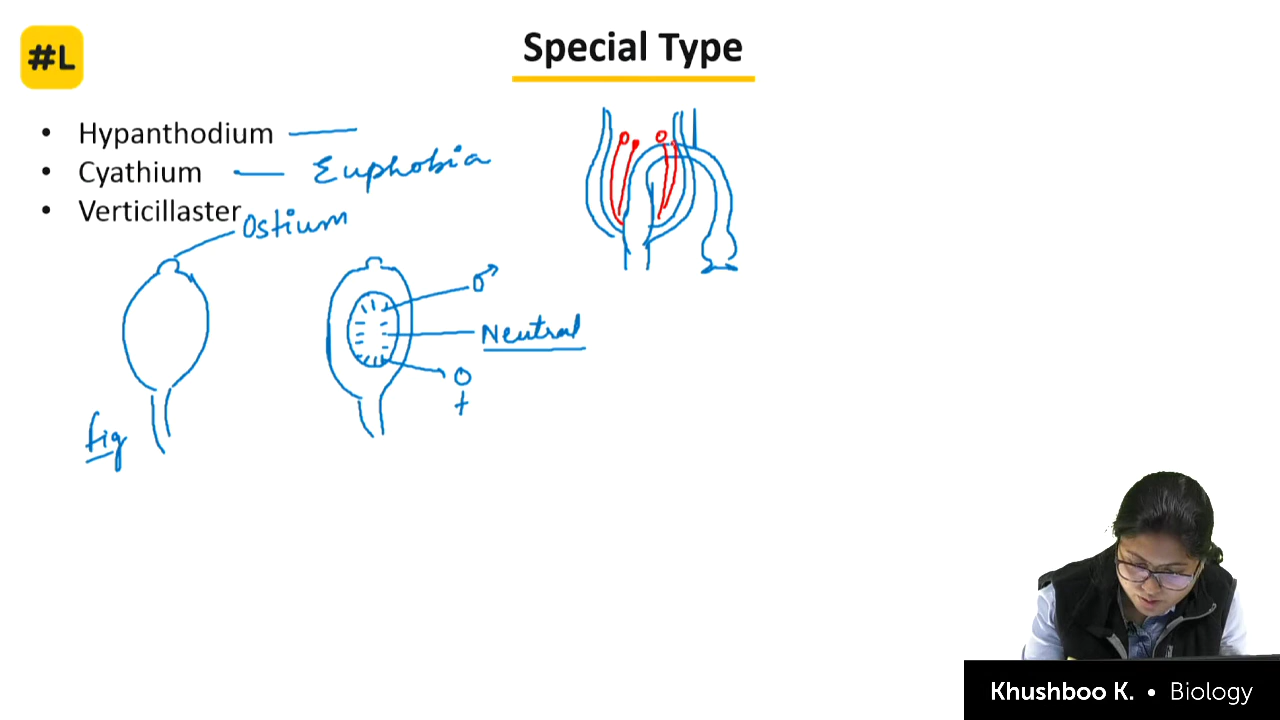 #L
Special Type
• Hypanthodium —
• Cyathium — Euphobia
• Verticillaster
Ostium
♂
Neutral
♀
fig
Khushboo K. • Biology